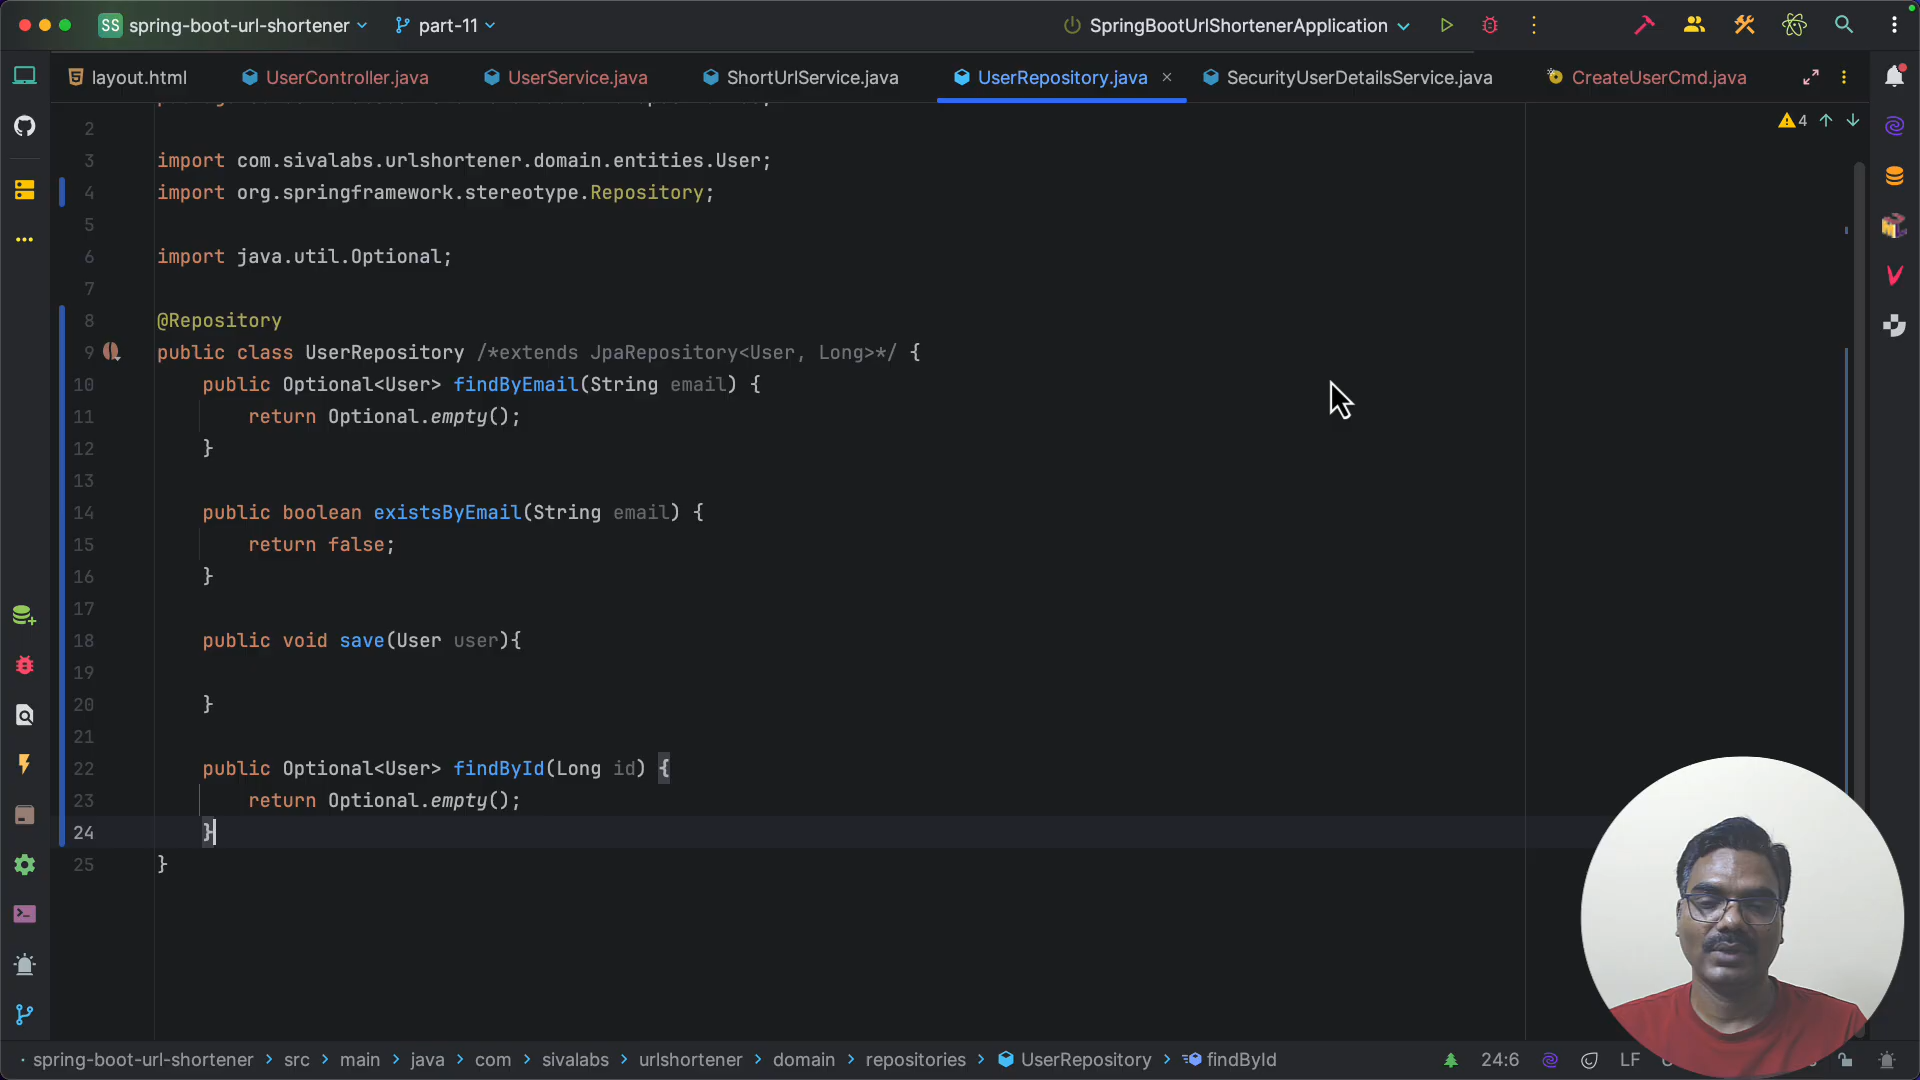 SS spring-boot-url-shortener part-11 SpringBootUrlShortenerApplication
layout.html UserController.java UserService.java ShortUrlService.java UserRepository.java SecurityUserDetailsService.java CreateUserCmd.java
4
2
3 import com.sivalabs.urlshortener.domain.entities.User;
4 import org.springframework.stereotype.Repository;
5
6 import java.util.Optional;
7
8 @Repository
9 public class UserRepository /*extends JpaRepository<User, Long>*/ {
10 public Optional<User> findByEmail(String email) {
11 return Optional.empty();
12 }
13
14 public boolean existsByEmail(String email) {
15 return false;
16 }
17
18 public void save(User user){
19
20 }
21
22 public Optional<User> findById(Long id) {
23 return Optional.empty();
24 }
25 }
spring-boot-url-shortener > src > main > java > com > sivalabs > urlshortener > domain > repositories > UserRepository > findById 24:6 LF